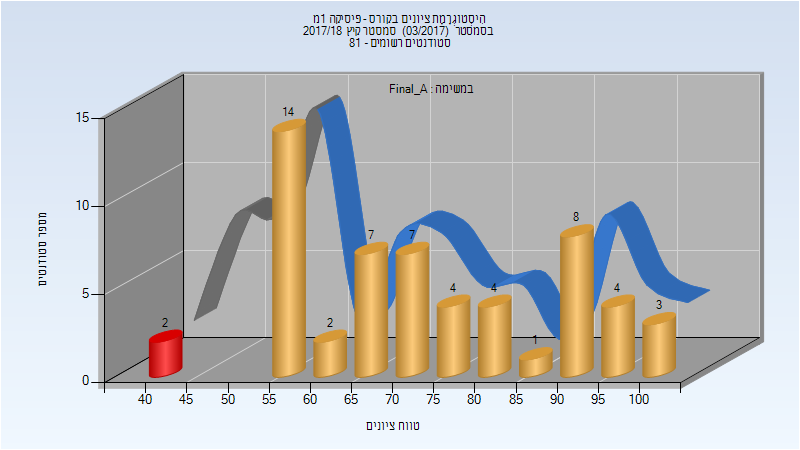 היסטוגרמת ציונים בקורס - פיסיקה 1מ
בסמסטר (03/2017) סמסטר קיץ 2017/18
סטודנטים רשומים - 81
במשימה : Final_A
מספר סטודנטים
15
10
5
0
2
14
2
7
7
4
4
1
8
4
3
40 45 50 55 60 65 70 75 80 85 90 95 100
טווח ציונים